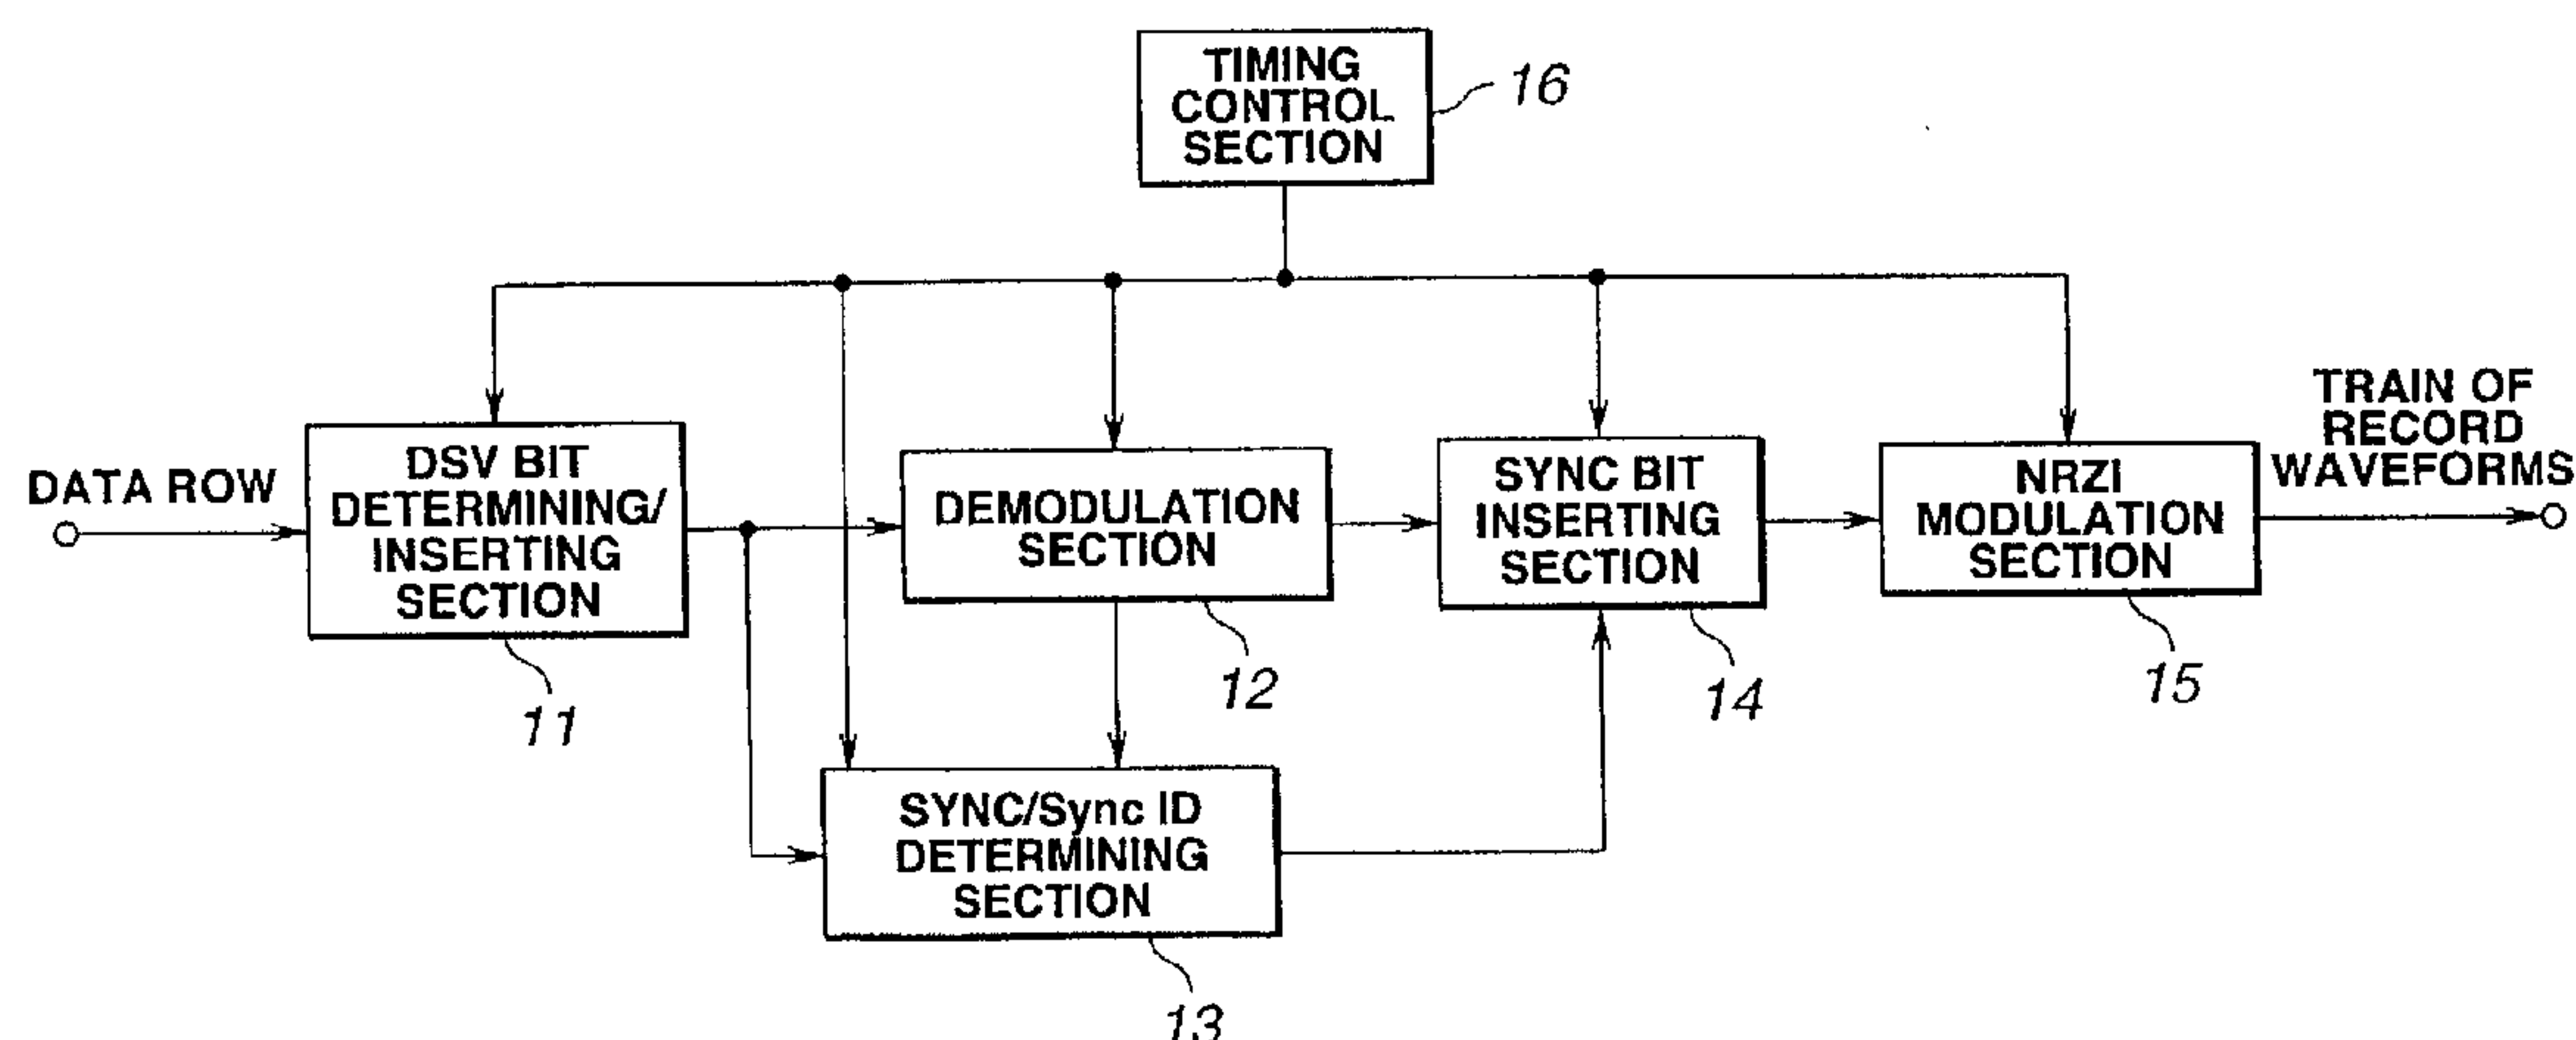 TIMING
CONTROL
SECTION
16
DATA ROW
DSV BIT
DETERMINING/
INSERTING
SECTION
11
DEMODULATION
SECTION
12
SYNC BIT
INSERTING
SECTION
14
NRZI
MODULATION
SECTION
15
TRAIN OF
RECORD
WAVEFORMS
SYNC/Sync ID
DETERMINING
SECTION
13